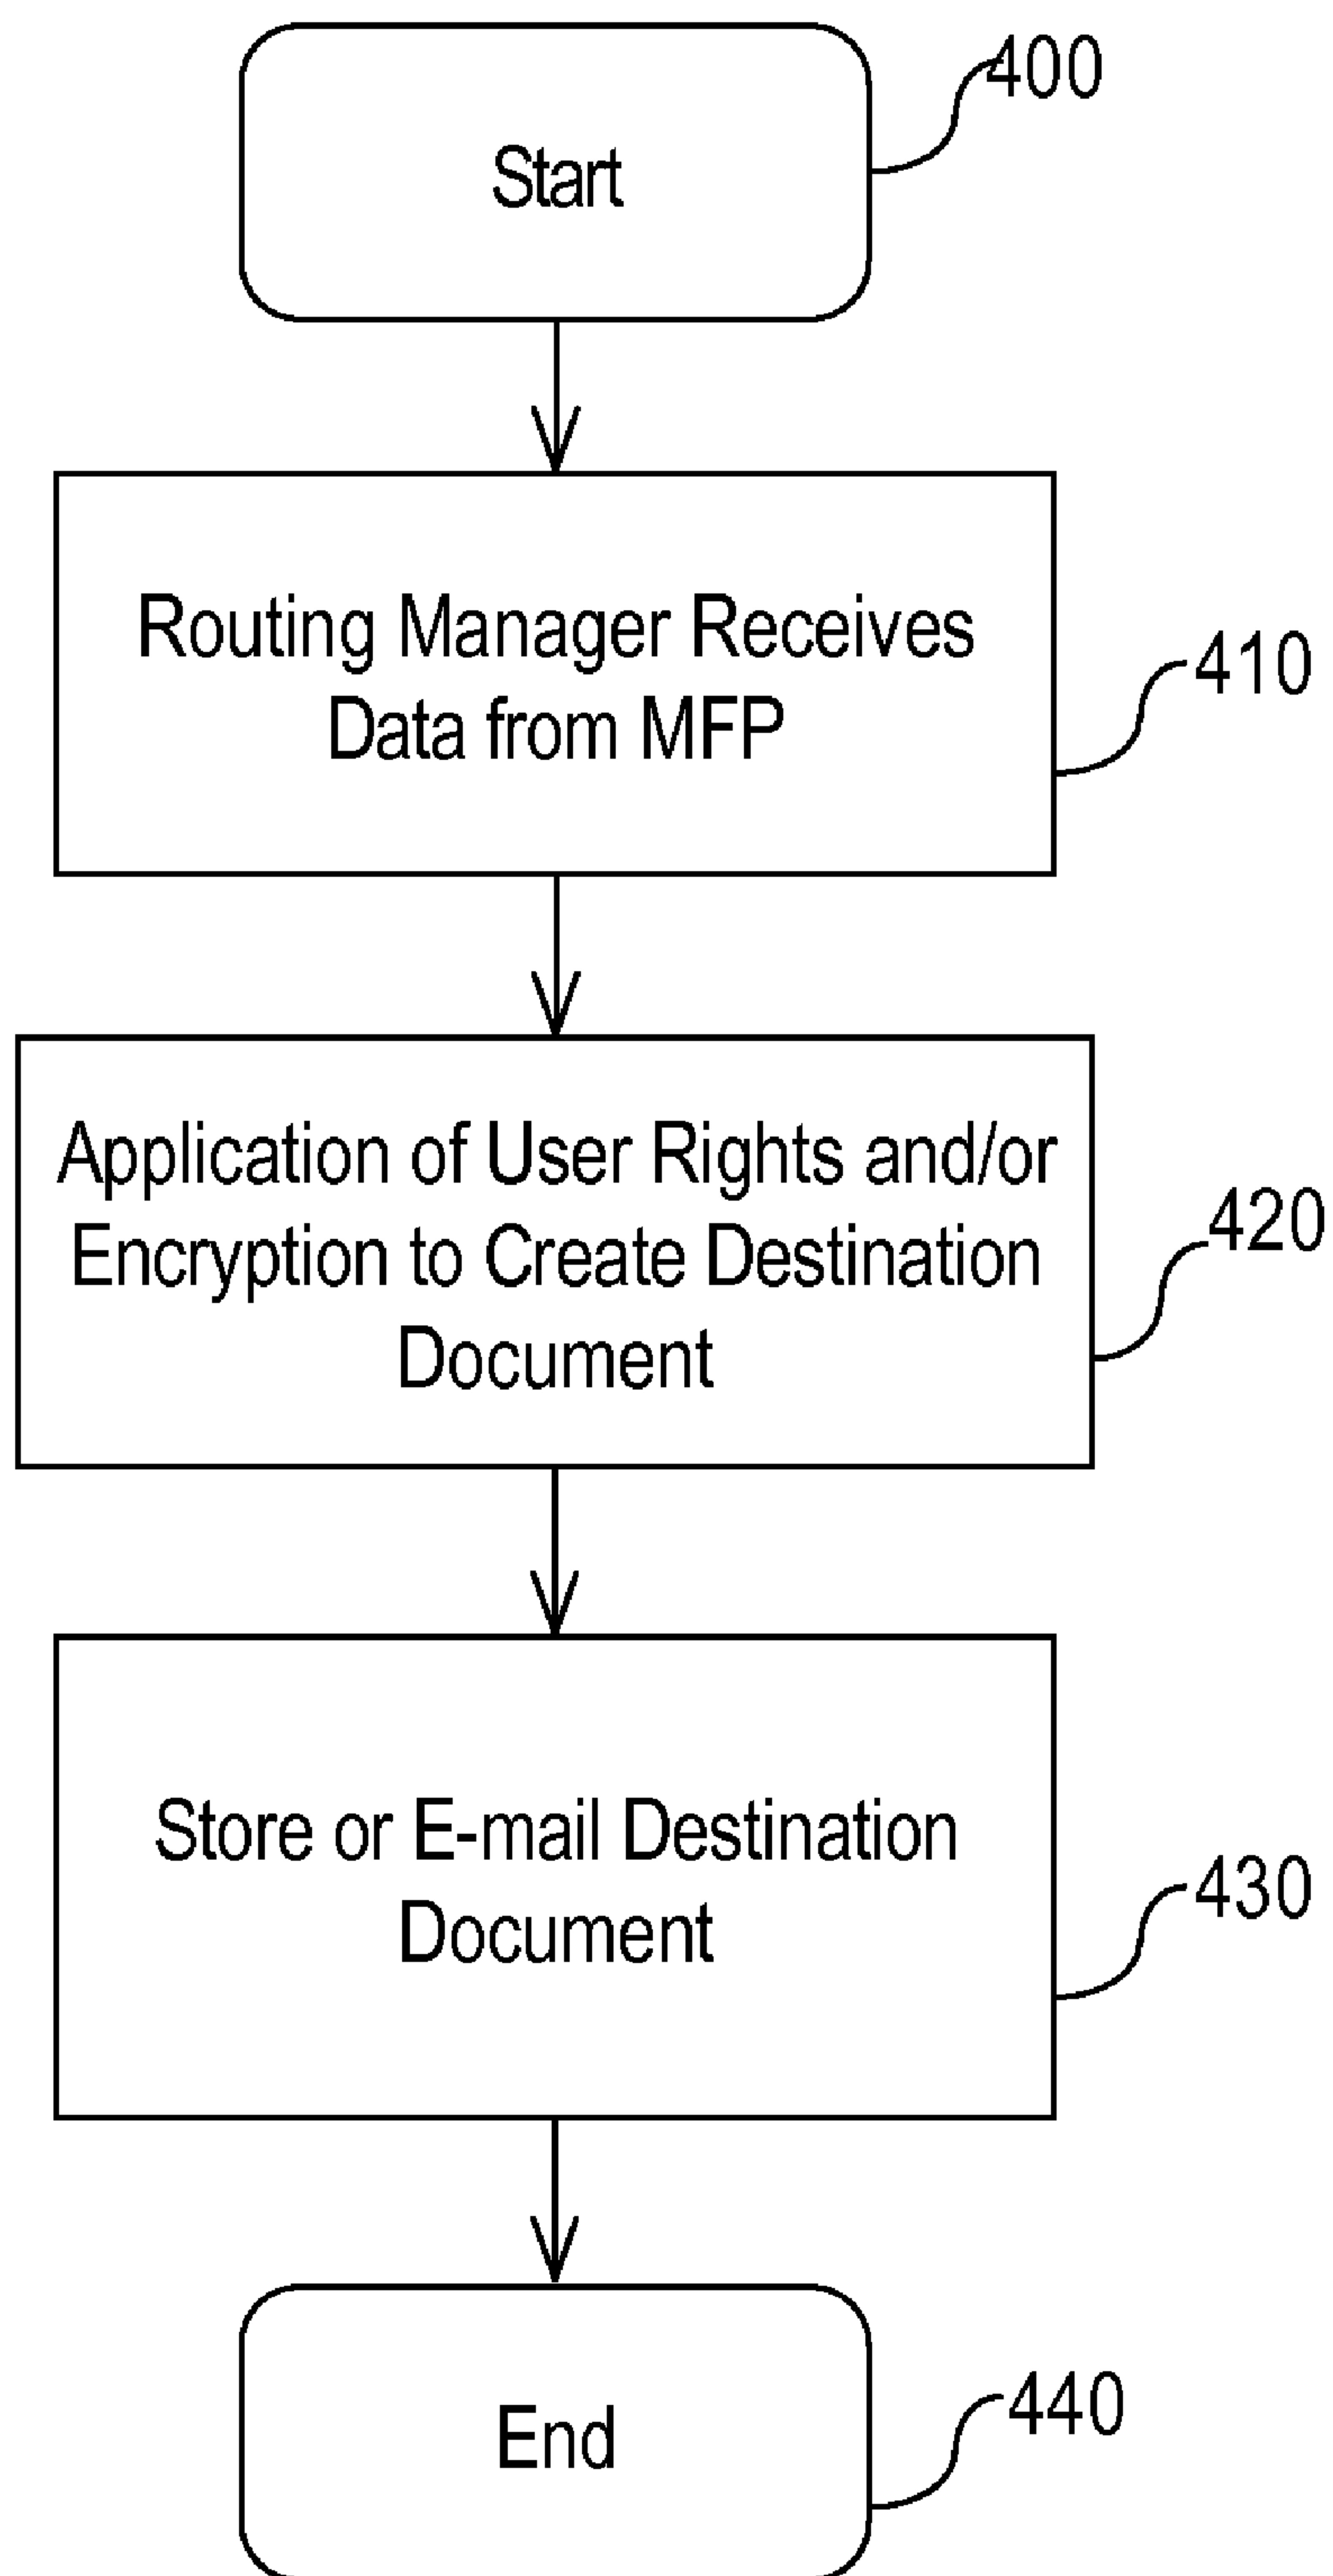 Start
400
Routing Manager Receives
Data from MFP
410
Application of User Rights and/or
Encryption to Create Destination
Document
420
Store or E-mail Destination
Document
430
End
440